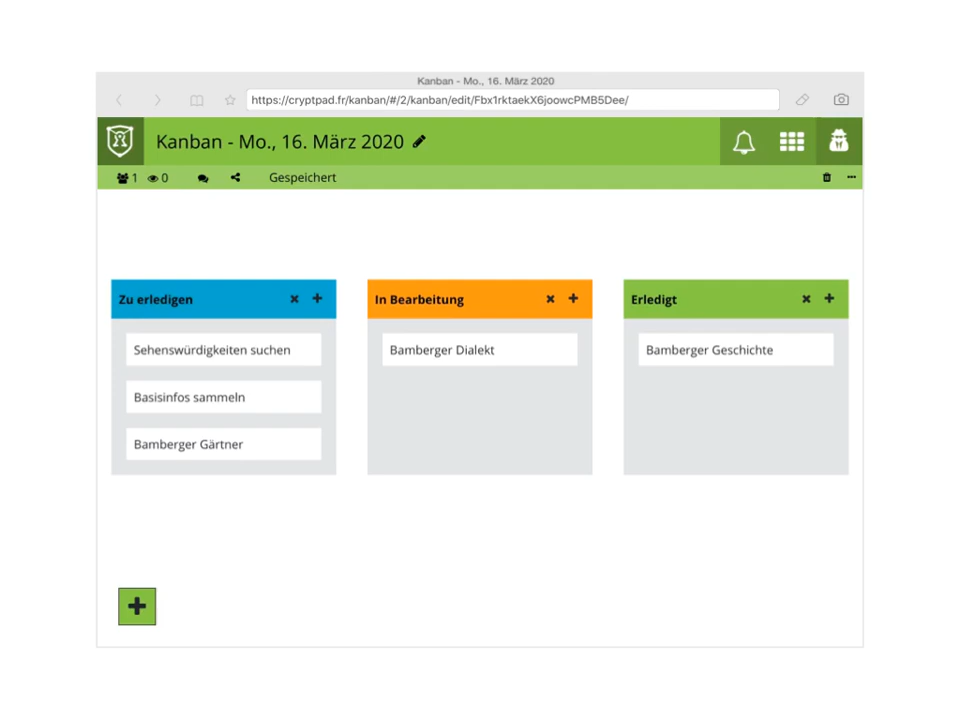 Kanban - Mo., 16. März 2020
https://cryptpad.fr/kanban/#/2/kanban/edit/Fbx1rktaekX6joowcPMB5Dee/
Kanban - Mo., 16. März 2020
1 0 Gespeichert
Zu erledigen
Sehenswürdigkeiten suchen
Basisinfos sammeln
Bamberger Gärtner
In Bearbeitung
Bamberger Dialekt
Erledigt
Bamberger Geschichte